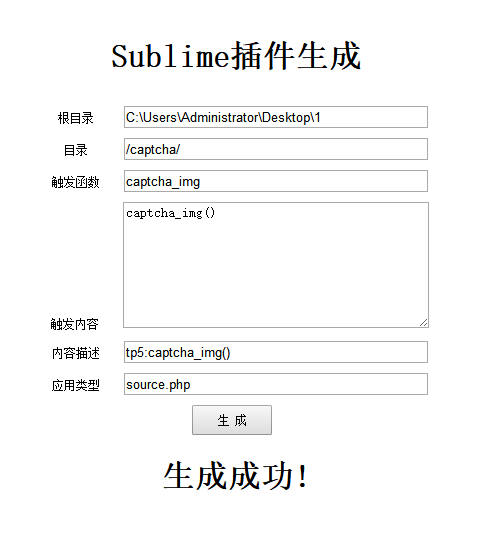 Sublime插件生成
根目录 C:\Users\Administrator\Desktop\1
目录 /captcha/
触发函数 captcha_img
captcha_img()
触发内容
内容描述 tp5:captcha_img()
应用类型 source.php
生 成
生成成功!